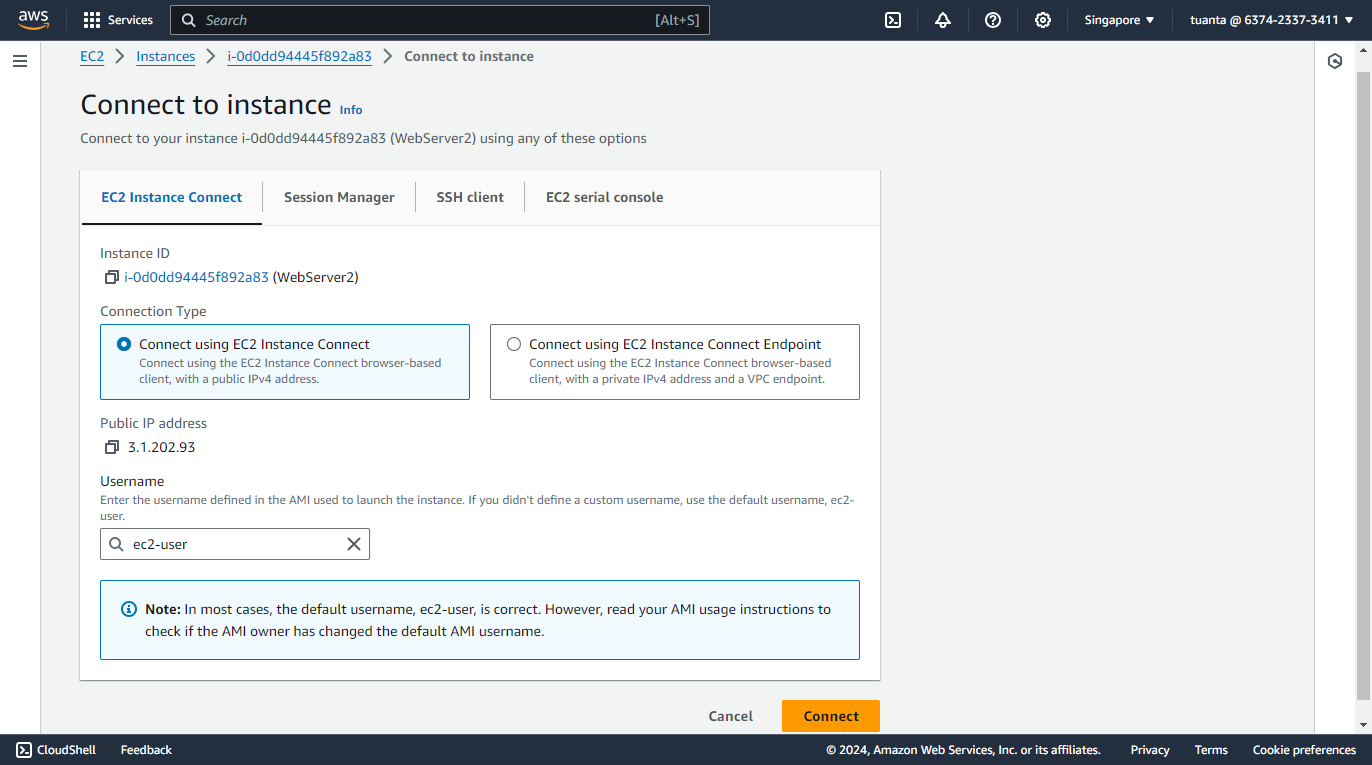 aws
Services
Search
[Alt+S]
Singapore
tuanta @ 6374-2337-3411
EC2
Instances
i-0d0dd94445f892a83
Connect to instance
Connect to instance Info
Connect to your instance i-0d0dd94445f892a83 (WebServer2) using any of these options
EC2 Instance Connect
Session Manager
SSH client
EC2 serial console
Instance ID
i-0d0dd94445f892a83 (WebServer2)
Connection Type
Connect using EC2 Instance Connect
Connect using the EC2 Instance Connect browser-based
client, with a public IPv4 address.
Connect using EC2 Instance Connect Endpoint
Connect using the EC2 Instance Connect browser-based
client, with a private IPv4 address and a VPC endpoint.
Public IP address
3.1.202.93
Username
Enter the username defined in the AMI used to launch the instance. If you didn't define a custom username, use the default username, ec2-
user.
ec2-user
Note: In most cases, the default username, ec2-user, is correct. However, read your AMI usage instructions to
check if the AMI owner has changed the default AMI username.
Cancel
Connect
CloudShell
Feedback
© 2024, Amazon Web Services, Inc. or its affiliates.
Privacy
Terms
Cookie preferences